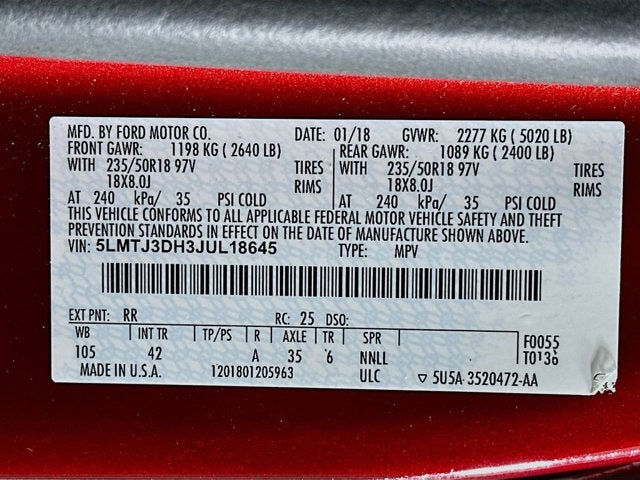 MFD. BY FORD MOTOR CO. DATE: 01/18 GVWR: 2277 KG ( 5020 LB)
FRONT GAWR: 1198 KG ( 2640 LB) REAR GAWR: 1089 KG ( 2400 LB)
WITH 235/50R18 97V TIRES WITH 235/50R18 97V TIRES
18X8.0J RIMS 18X8.0J RIMS
AT 240 kPa/ 35 PSI COLD AT 240 kPa/ 35 PSI COLD
THIS VEHICLE CONFORMS TO ALL APPLICABLE FEDERAL MOTOR VEHICLE SAFETY AND THEFT
PREVENTION STANDARDS IN EFFECT ON THE DATE OF MANUFACTURE SHOWN ABOVE.
VIN: 5LMTJ3DH3JUL18645 TYPE: MPV
EXT PNT: RR RC: 25 DSO:
WB INT TR TP/PS R AXLE TR SPR F0055
105 42 A 35 6 NNLL T0136
MADE IN U.S.A. 1201801205963 ULC ▽ 5U5A-3520472-AA